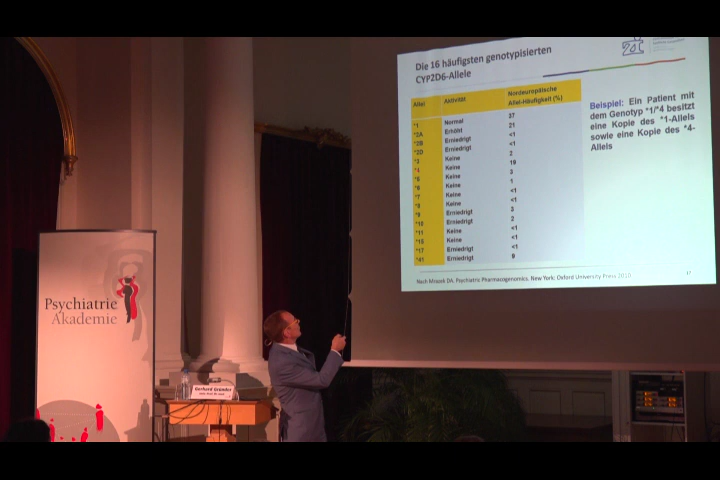 Die 16 häufigsten genotypisierten
CYP2D6-Allele
Allel Aktivität Nordeuropäische
Allel-Häufigkeit (%)
*1 Normal 37
*2A Erhöht 21
*2B Erniedrigt <1
*2D Erniedrigt <1
*3 Keine 2
*4 Keine 19
*5 Keine 3
*6 Keine 1
*7 Keine <1
*8 Keine <1
*9 Erniedrigt 3
*10 Erniedrigt 2
*11 Keine <1
*15 Keine <1
*17 Erniedrigt <1
*41 Erniedrigt 9
Beispiel: Ein Patient mit
dem Genotyp *1/*4 besitzt
eine Kopie des *1-Allels
sowie eine Kopie des *4-
Allels
Nach Mrazek DA. Psychiatric Pharmacogenomics. New York: Oxford University Press 2010
Psychiatrie
Akademie
Gerhard Gründer